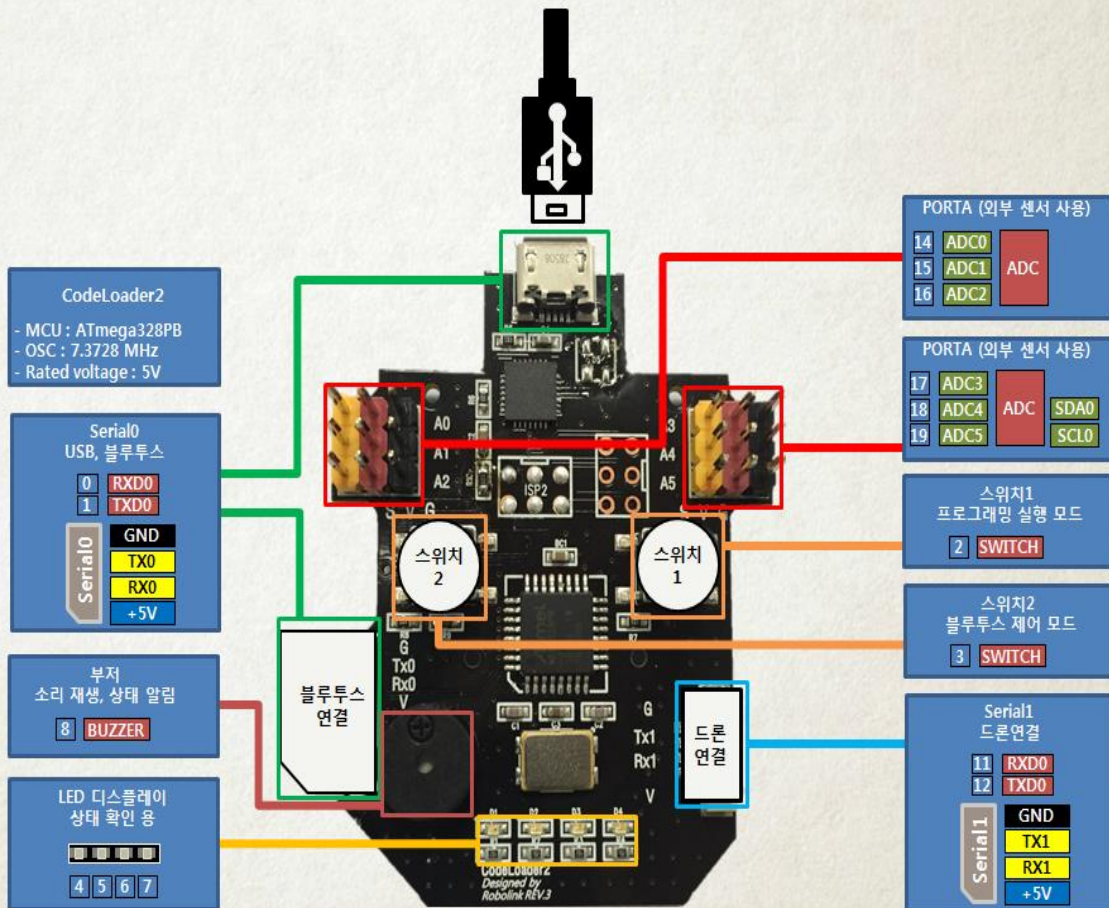 CodeLoader2
- MCU : ATmega328PB
- OSC : 7.3728 MHz
- Rated voltage : 5V
Serial0
USB, 블루투스
0 RXD0
1 TXD0
Serial0
GND
TX0
RX0
+5V
부저
소리 재생, 상태 알림
8 BUZZER
LED 디스플레이
상태 확인 용
4 5 6 7
A0
A1
A2
S V G
ISP2
A4
A5
스위치
2
스위치
1
G
Tx0
Rx0
V
블루투스
연결
G
Tx1
Rx1
V
드론
연결
C1
C2
D1 D2 D3 D4
CodeLoader2
Designed by
Robolink REV.3
PORTA (외부 센서 사용)
14 ADC0
15 ADC1
16 ADC2
ADC
PORTA (외부 센서 사용)
17 ADC3
18 ADC4 SDA0
19 ADC5 SCL0
ADC
스위치1
프로그래밍 실행 모드
2 SWITCH
스위치2
블루투스 제어 모드
3 SWITCH
Serial1
드론연결
11 RXD0
12 TXD0
Serial1
GND
TX1
RX1
+5V